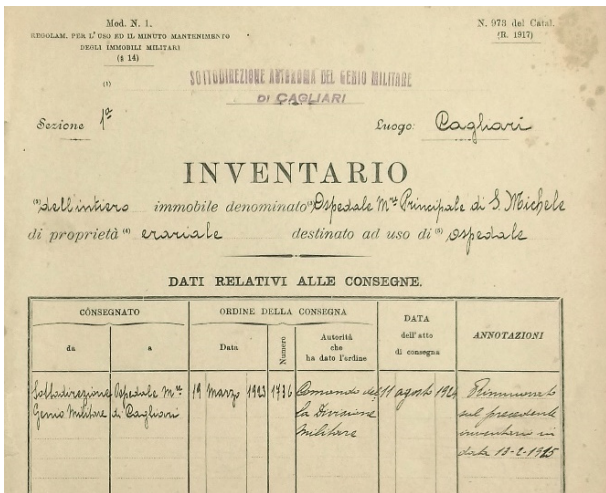 Mod. N. 1.
REGOLAM. PER L'USO ED IL MINUTO MANTENIMENTO
DEGLI IMMOBILI MILITARI
(§ 14)
N. 973 del Catal.
(R. 1917)
(1)
SOTTODIREZIONE AUTONOMA DEL GENIO MILITARE
DI CAGLIARI
Sezione 1a
Luogo: Cagliari
INVENTARIO
(2) dell'intiero immobile denominato (3) Ospedale Mre Principale di S. Michele
di proprietà (4) erariale destinato ad uso di (5) ospedale
DATI RELATIVI ALLE CONSEGNE.
CONSEGNATO
ORDINE DELLA CONSEGNA
DATA
dell'atto
di consegna
ANNOTAZIONI
da
a
Data
Numero
Autorità
che
ha dato l'ordine
Sottodirezione
Genio Militare
Ospedale Mre
di Cagliari
19 marzo 1923
1736
Comando del
la Divisione
Militare
11 agosto 192
sul precedente
inventario in
data 13-2-1915